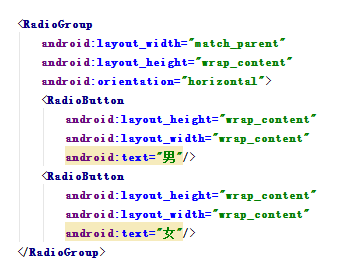 <RadioGroup
    android:layout_width="match_parent"
    android:layout_height="wrap_content"
    android:orientation="horizontal">
    <RadioButton
        android:layout_height="wrap_content"
        android:layout_width="wrap_content"
        android:text="男"/>
    <RadioButton
        android:layout_height="wrap_content"
        android:layout_width="wrap_content"
        android:text="女"/>
</RadioGroup>